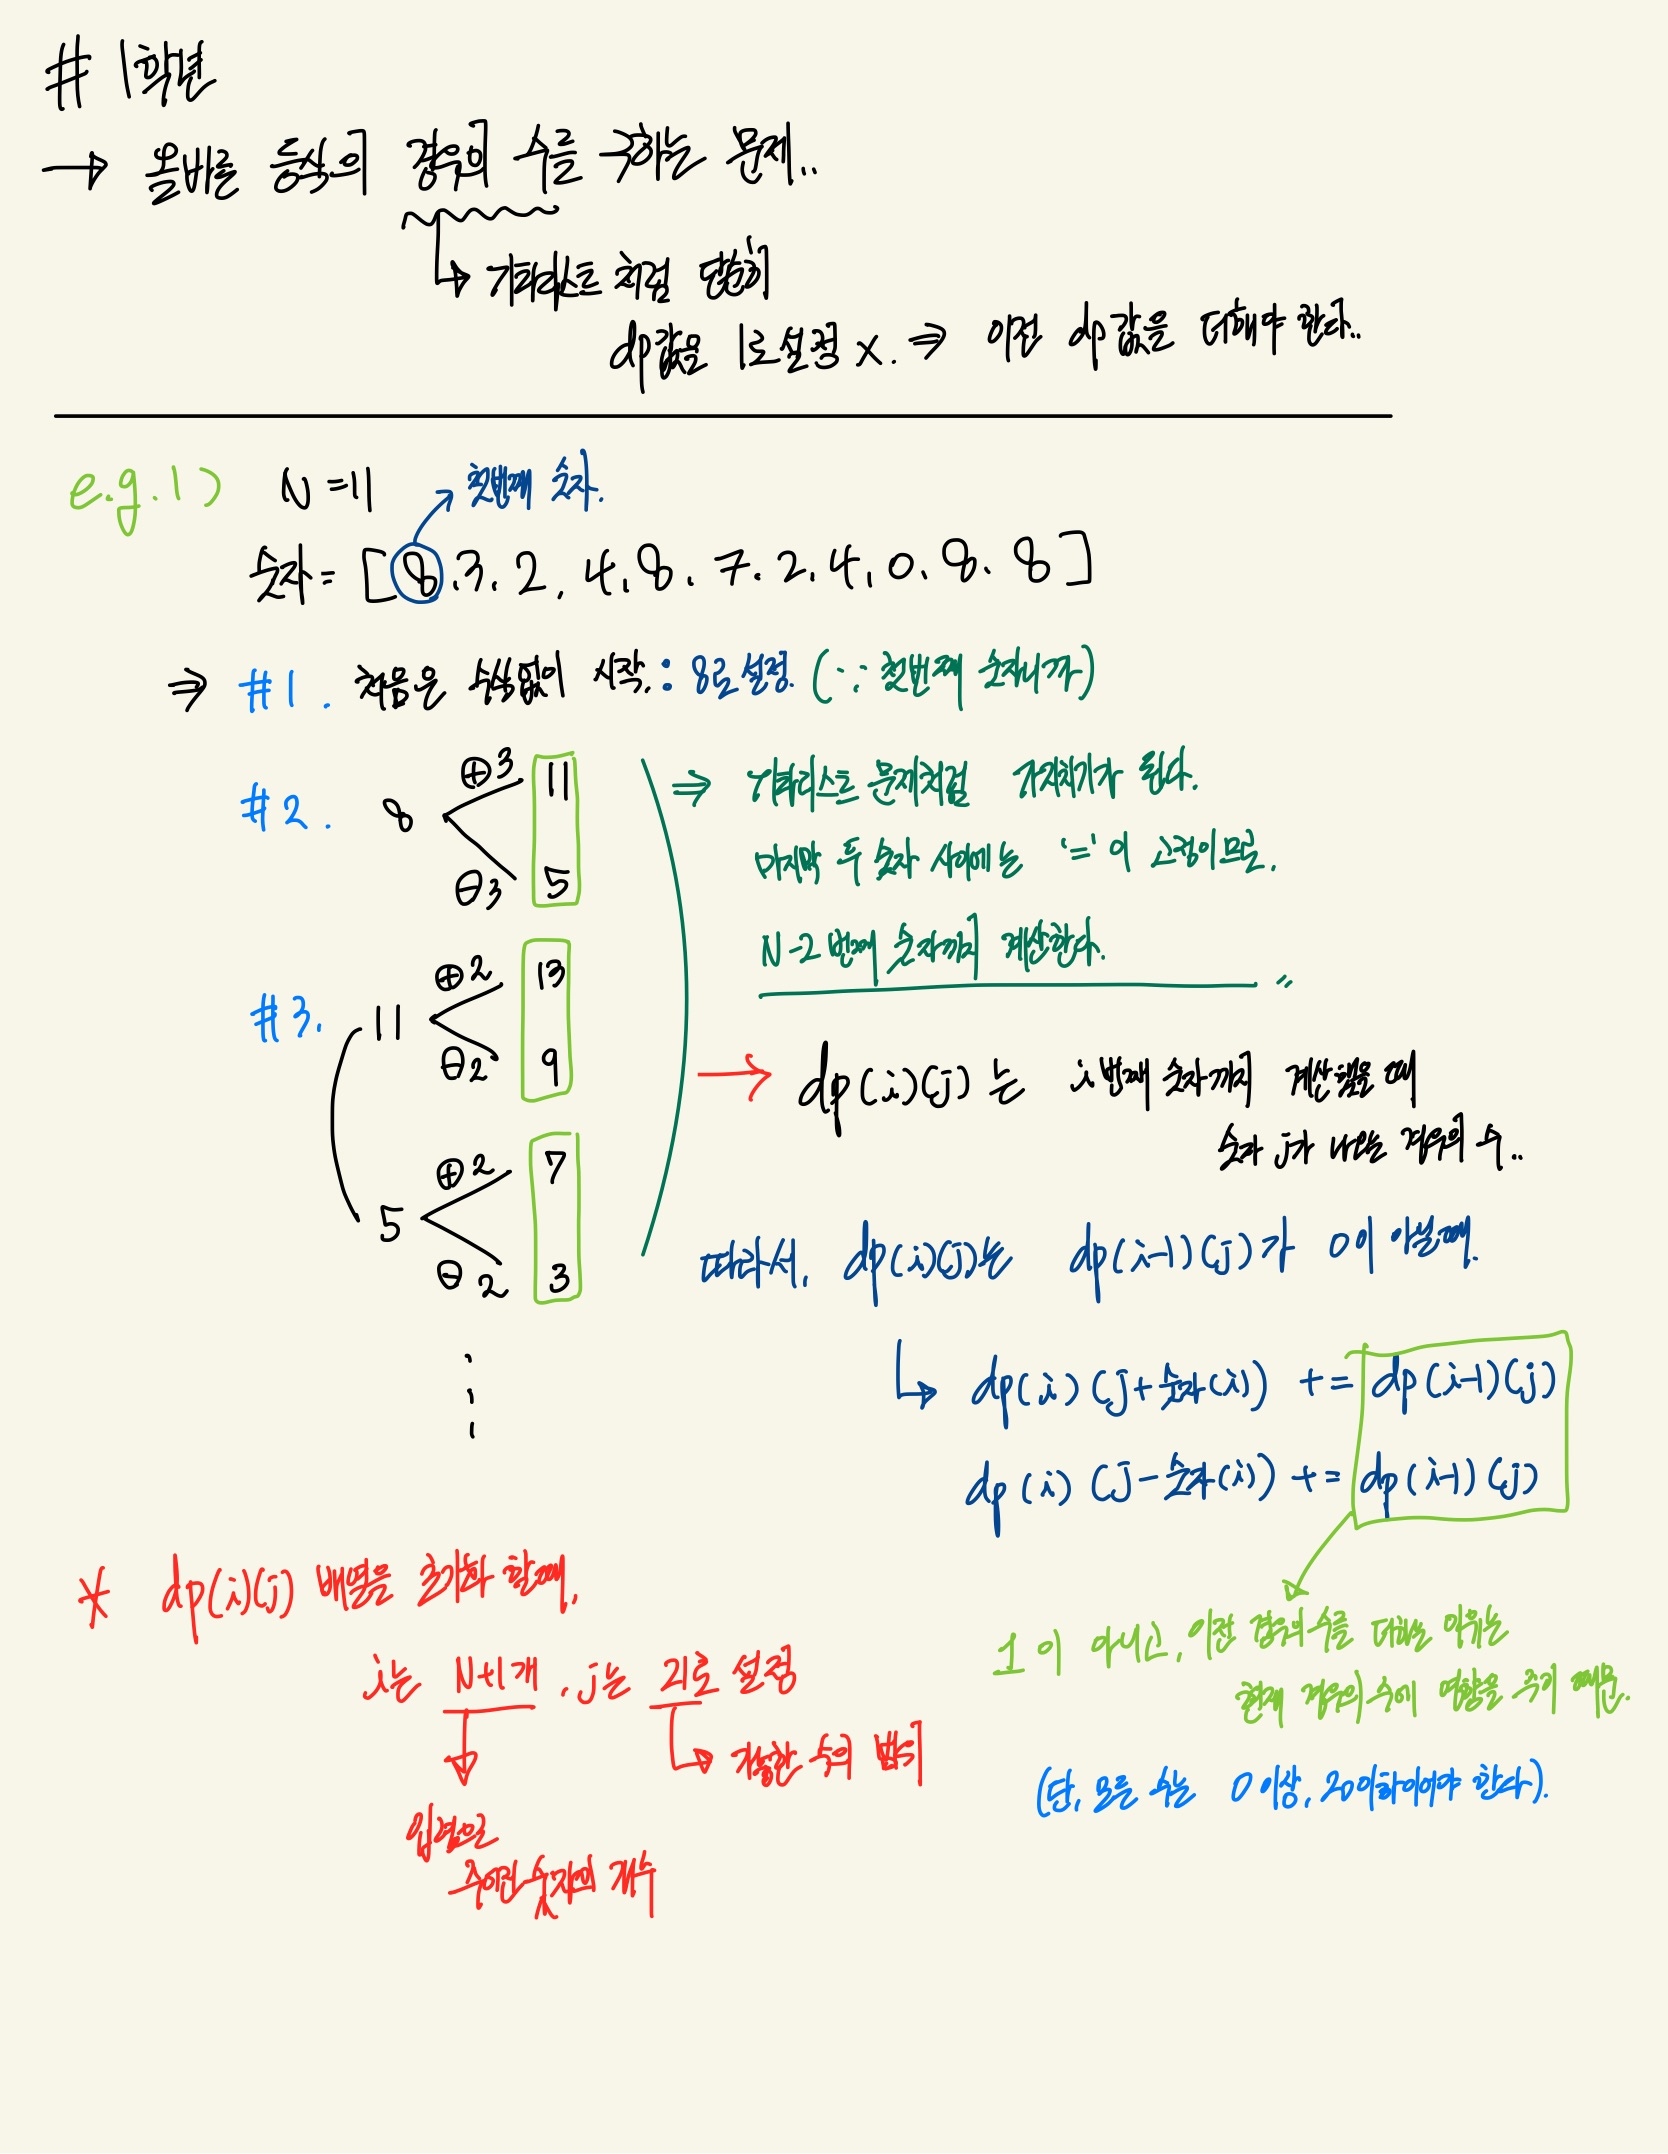 # 1학년
→ 올바른 등식의 경우의 수를 구하는 문제..
↳ 기타리스트 처럼 단순히
dp값을 1로 설정 x. ⇒ 이전 dp값을 더해야 한다..
e.g.1) N=11
첫번째 숫자.
숫자 = [8.3.2, 4.8. 7.2.4.0.8. 8]
⇒ #1. 처음은 수식없이 시작. : 8로 설정. (∵ 첫번째 숫자니까)
#2. 8 ⊕3 11
⊖3 5
⇒ 기타리스트 문제처럼 가지치기가 된다.
마지막 두 숫자 사이에는 '=' 이 고정이므로,
N-2 번째 숫자까지 계산한다.
#3. 11 ⊕2 13
⊖2 9
5 ⊕2 7
⊖2 3
→ dp(i)(j) 는 i 번째 숫자까지 계산했을 때
숫자 j가 나오는 경우의 수..
따라서, dp(i)(j)는 dp(i-1)(j)가 0이 아닐때.
↳ dp(i)(j+숫자(i)) += dp(i-1)(j)
dp(i)(j-숫자(i)) += dp(i-1)(j)
1이 아니고, 이전 경우의 수를 더하는 이유는
현재 경우의 수에 영향을 주기 때문.
(단, 모든 수는 0이상, 20이하이어야 한다).
* dp(i)(j) 배열을 초기화 할때,
i는 N+1개, j는 21로 설정
↳ 가능한 수의 범위
입력으로
주어진 숫자의 개수